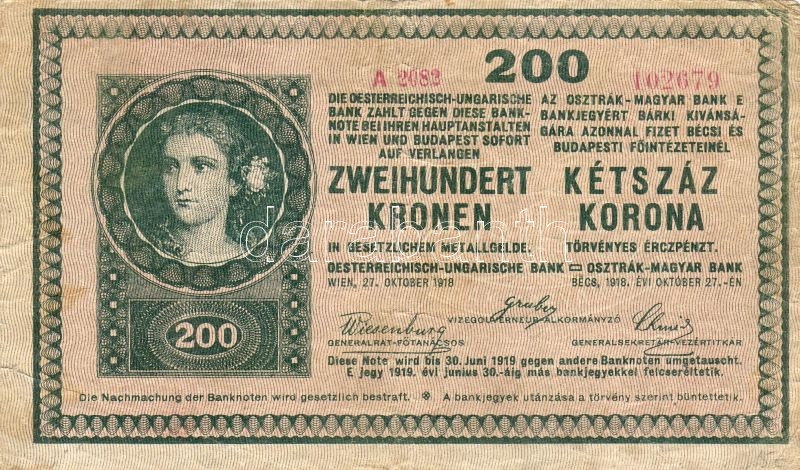 200
A 2082
102679
DIE OESTERREICHISCH-UNGARISCHE
BANK ZAHLT GEGEN DIESE BANK-
NOTE BEI IHREN HAUPTANSTALTEN
IN WIEN UND BUDAPEST SOFORT
AUF VERLANGEN
ZWEIHUNDERT
KRONEN
IN GESETZLICHEM METALLGELDE.
AZ OSZTRÁK-MAGYAR BANK E
BANKJEGYÉRT BÁRKI KIVÁNSÁ-
GÁRA AZONNAL FIZET BÉCSI ÉS
BUDAPESTI FŐINTÉZETEINÉL
KÉTSZÁZ
KORONA
TÖRVÉNYES ÉRCZPÉNZT.
OESTERREICHISCH-UNGARISCHE BANK = OSZTRÁK-MAGYAR BANK
WIEN, 27. OKTOBER 1918
BÉCS, 1918. ÉVI OKTOBER 27.-ÉN
Gruber
VIZEGOUVERNEUR ALKORMÁNYZÓ
Wiesenburg
GENERALRAT-FŐTANÁCSOS
GENERALSEKRETÄR-VEZÉRTITKÁR
Diese Note wird bis 30. Juni 1919 gegen andere Banknoten umgetauscht.
E jegy 1919. évi junius 30.-áig más bankjegyekkel felcseréltetik.
Die Nachmachung der Banknoten wird gesetzlich bestraft. ※ A bankjegyek utánzása a törvény szerint büntettetik.
200
darabanth